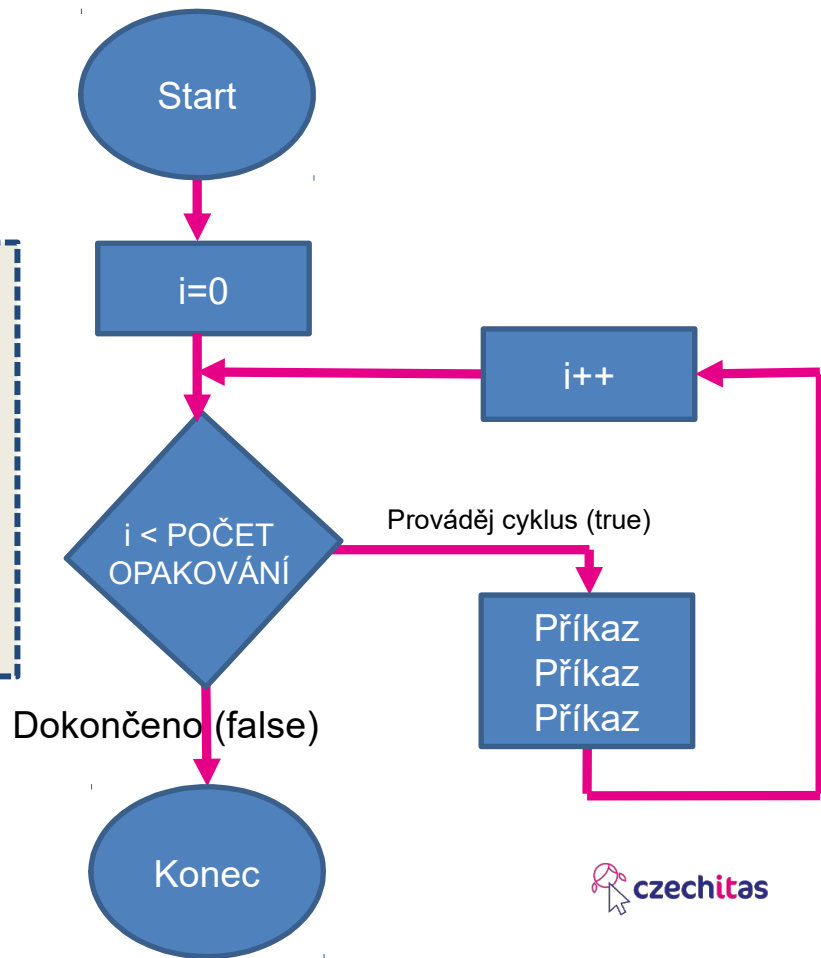 Start
i=0
i++
i < POČET
OPAKOVÁNÍ
Prováděj cyklus (true)
Příkaz
Příkaz
Příkaz
Dokončeno (false)
Konec
czechitas